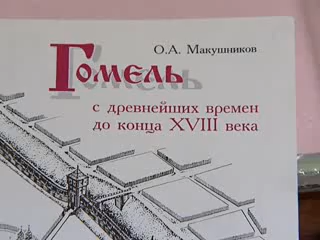 О.А. Макушников
Гомель
с древнейших времен
до конца XVIII века